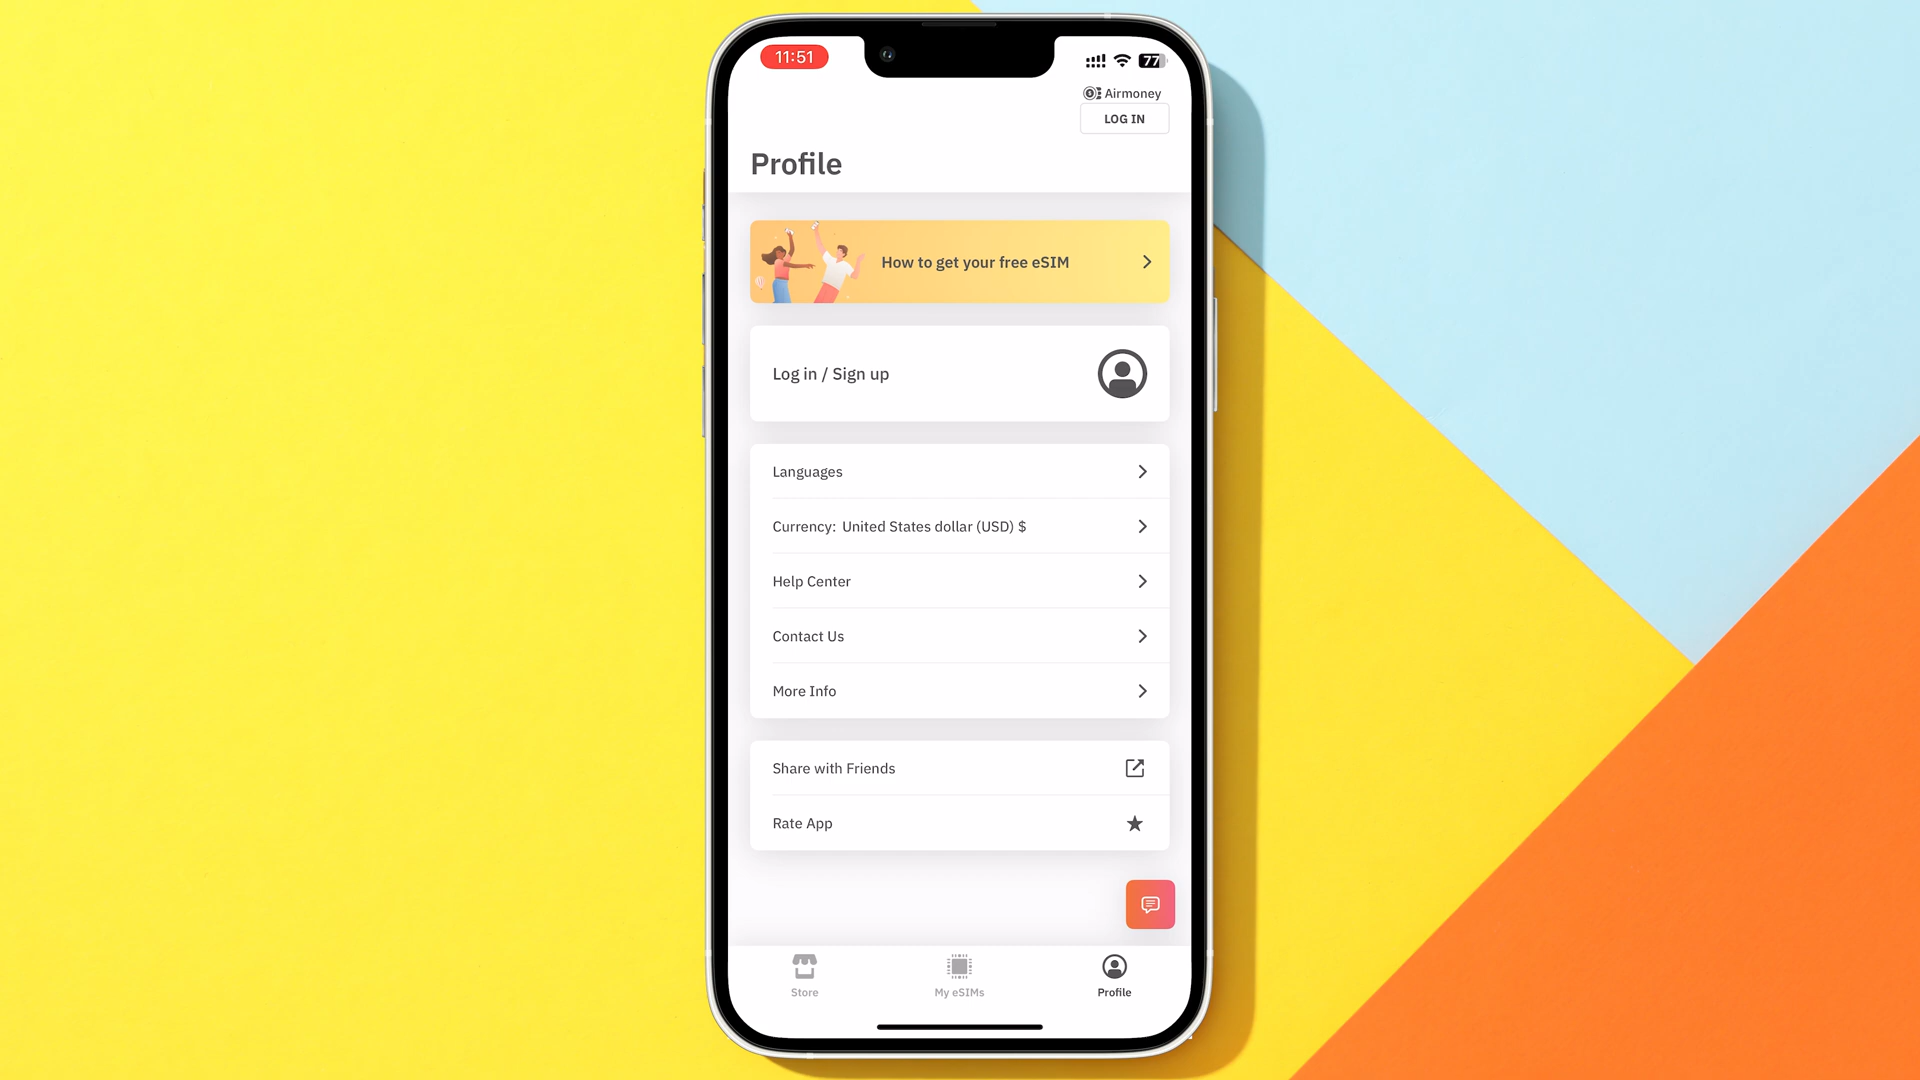 11:51
77
Airmoney
LOG IN
Profile
How to get your free eSIM
Log in / Sign up
Languages
Currency: United States dollar (USD) $
Help Center
Contact Us
More Info
Share with Friends
Rate App
Store
My eSIMs
Profile